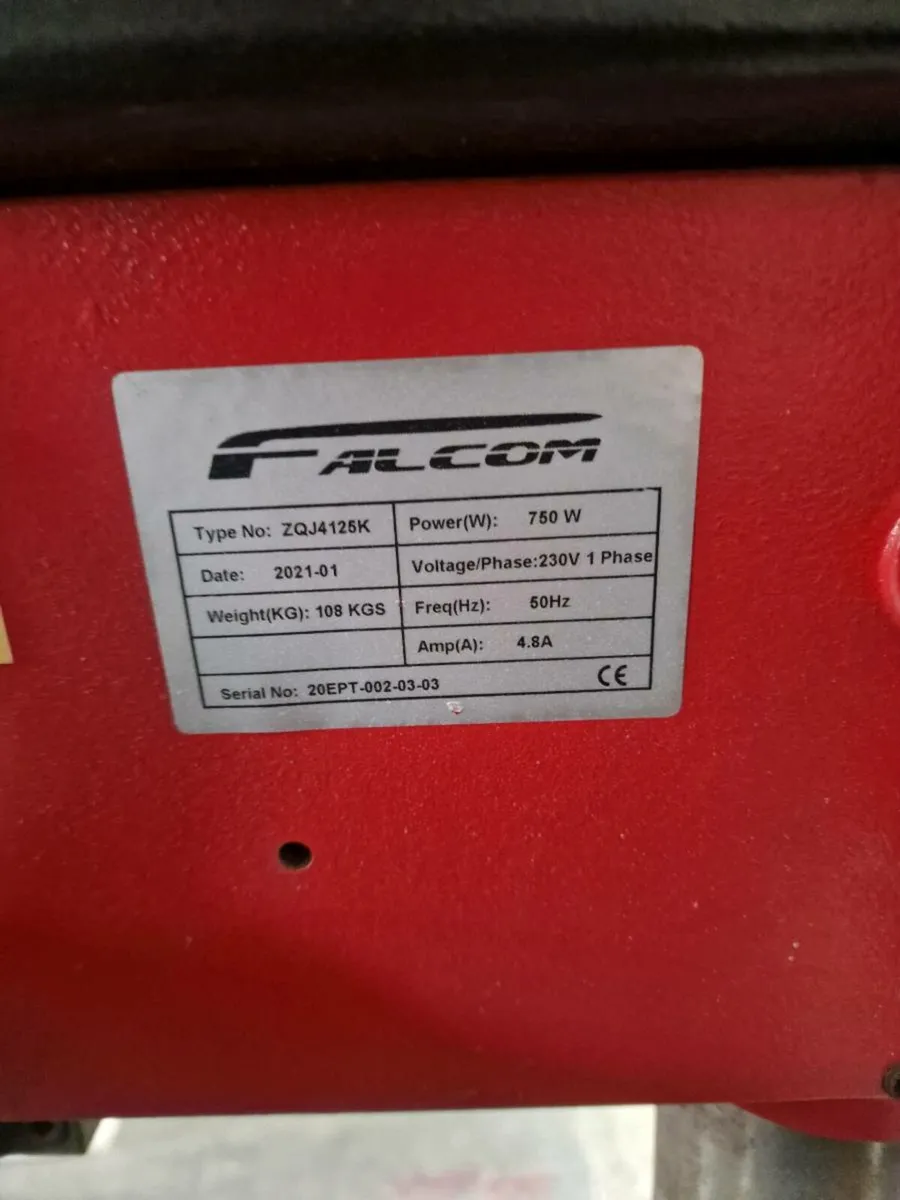 FALCOM
Type No: ZQJ4125K
Power(W): 750 W
Date: 2021-01
Voltage/Phase:230V 1 Phase
Weight(KG): 108 KGS
Freq(Hz): 50Hz
Amp(A): 4.8A
Serial No: 20EPT-002-03-03
CE